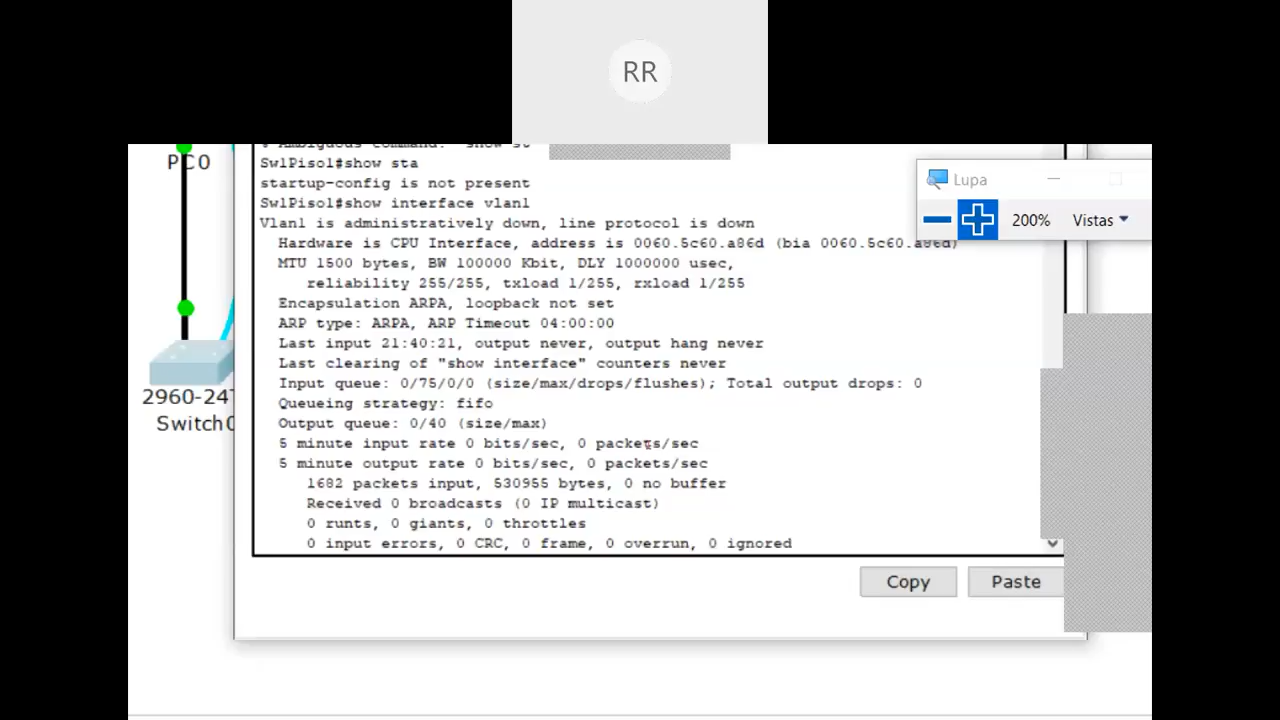 RR
PC0
% Ambiguous command: "show st
Sw1Piso1#show sta
startup-config is not present
Sw1Piso1#show interface vlan1
Vlan1 is administratively down, line protocol is down
Hardware is CPU Interface, address is 0060.5c60.a86d (bia 0060.5c60.a86d)
MTU 1500 bytes, BW 100000 Kbit, DLY 1000000 usec,
reliability 255/255, txload 1/255, rxload 1/255
Encapsulation ARPA, loopback not set
ARP type: ARPA, ARP Timeout 04:00:00
Last input 21:40:21, output never, output hang never
Last clearing of "show interface" counters never
Input queue: 0/75/0/0 (size/max/drops/flushes); Total output drops: 0
Queueing strategy: fifo
Output queue: 0/40 (size/max)
5 minute input rate 0 bits/sec, 0 packets/sec
5 minute output rate 0 bits/sec, 0 packets/sec
1682 packets input, 530955 bytes, 0 no buffer
Received 0 broadcasts (0 IP multicast)
0 runts, 0 giants, 0 throttles
0 input errors, 0 CRC, 0 frame, 0 overrun, 0 ignored
Lupa
200%
Vistas
2960-24
Switch0
Copy
Paste